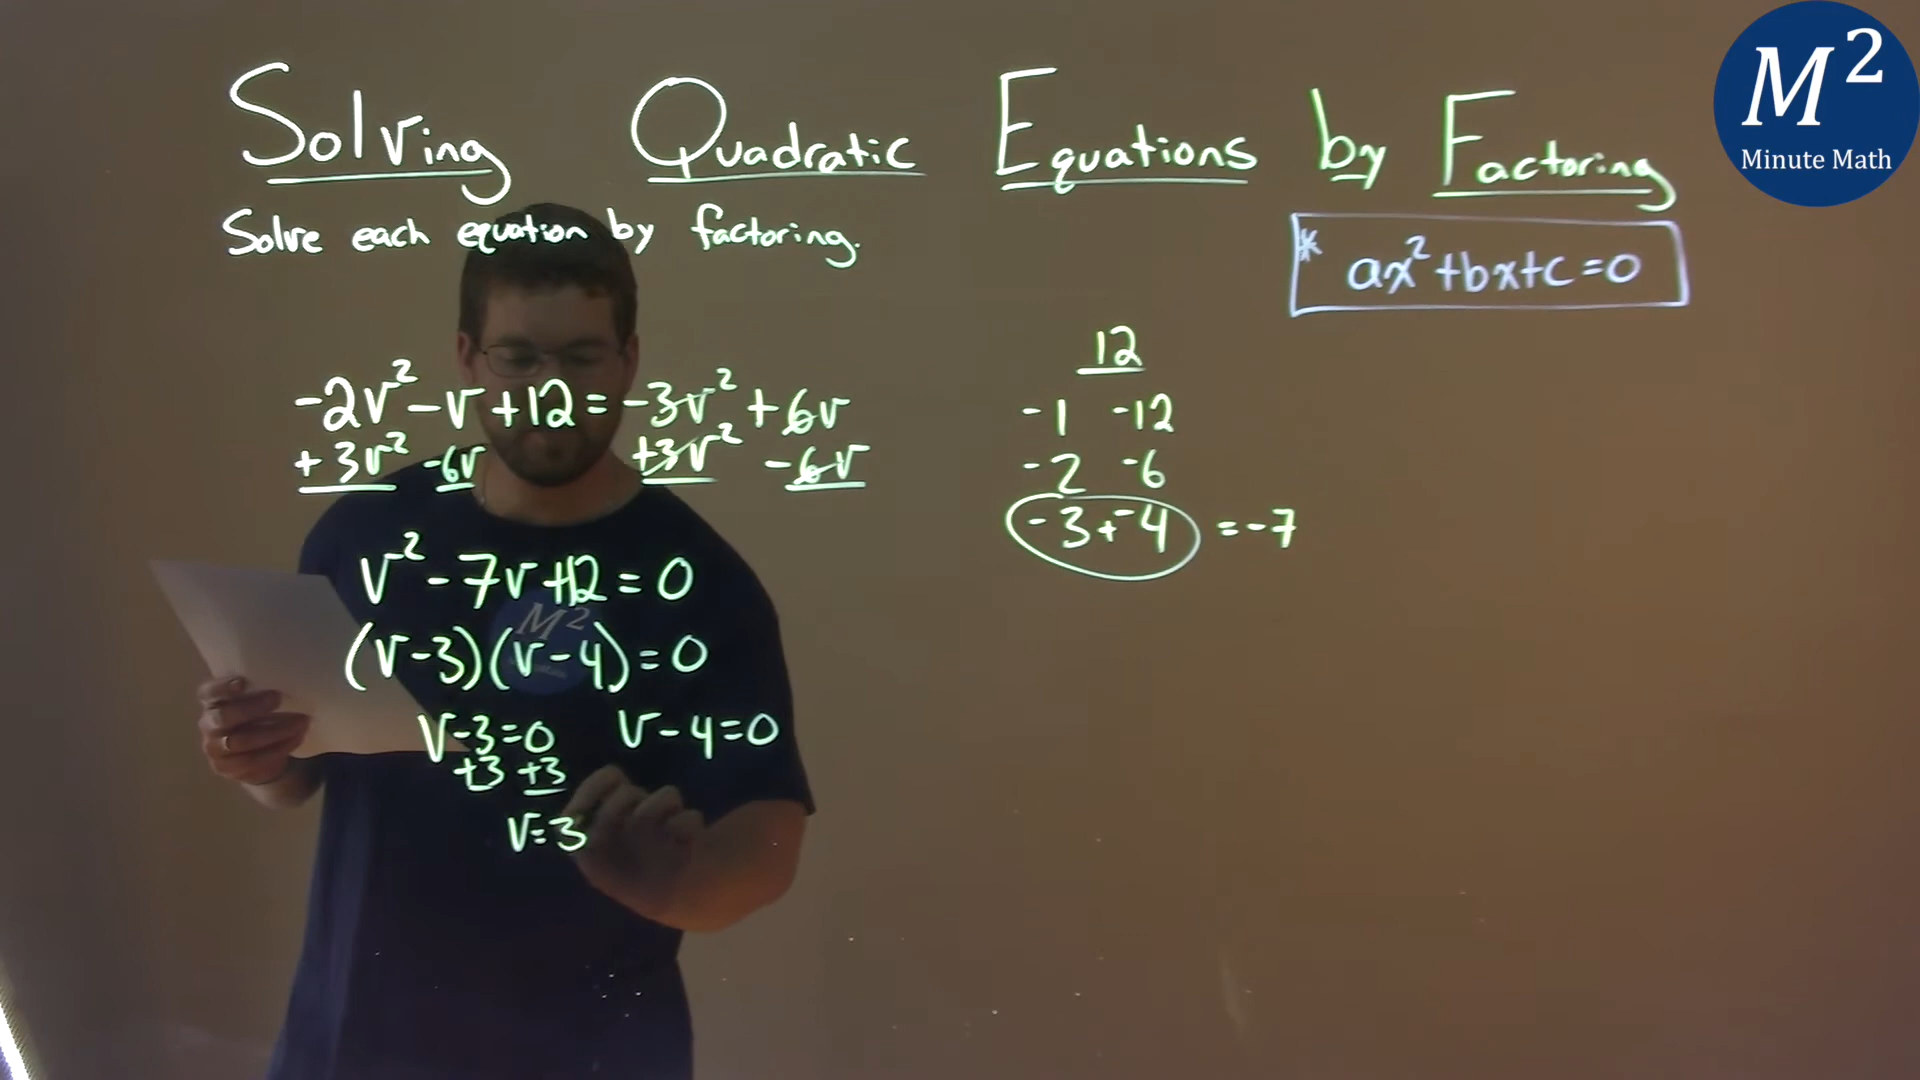 M²
Minute Math
Solving Quadratic Equations by Factoring
Solve each equation by factoring.
* ax²+bx+c=0
-2v²-v+12=-3v²+6v
+3v² -6v +3v² -6v
v²-7v+12=0
(v-3)(v-4)=0
v-3=0 v-4=0
+3 +3
v=3
12
-1 -12
-2 -6
-3+-4 =-7
M²